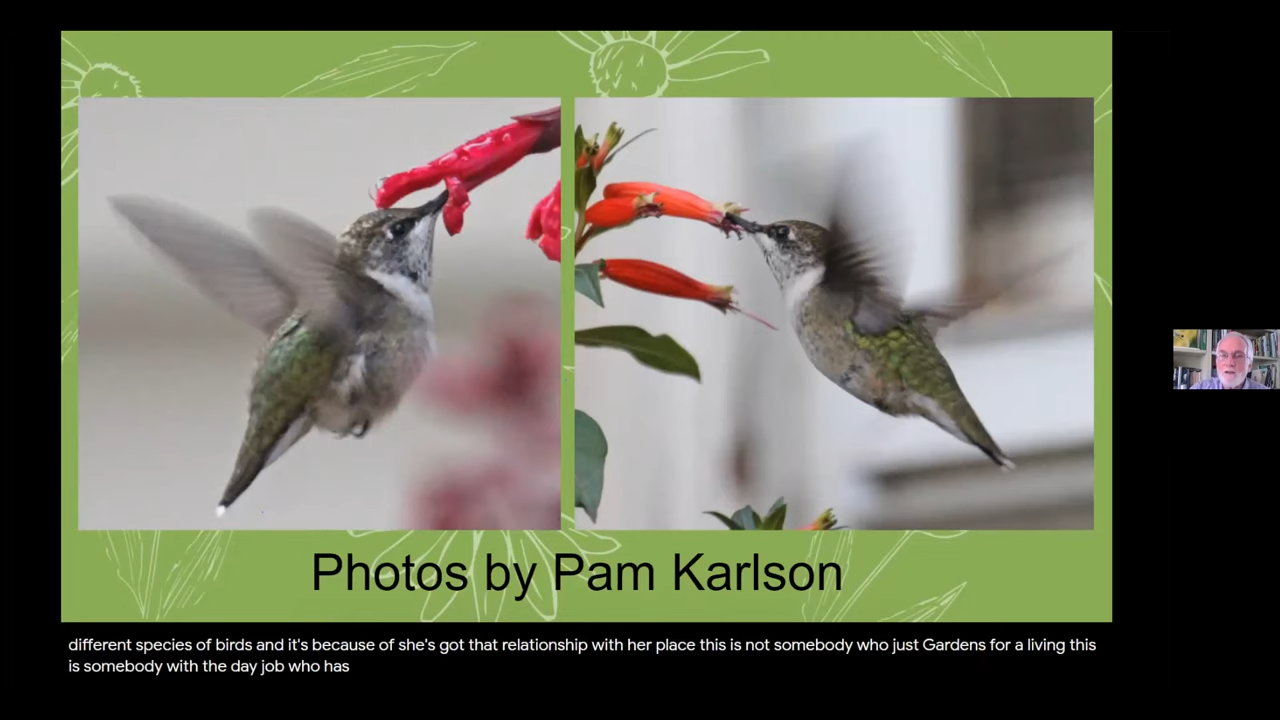 Photos by Pam Karlson
different species of birds and it's because of she's got that relationship with her place this is not somebody who just Gardens for a living this
is somebody with the day job who has